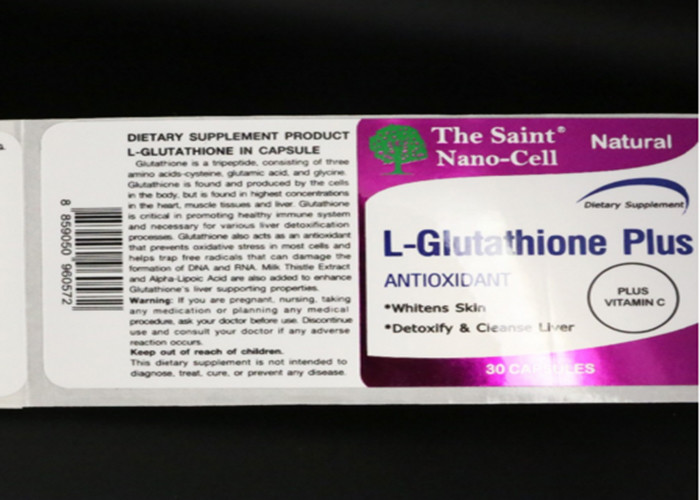 DIETARY SUPPLEMENT PRODUCT
L-GLUTATHIONE IN CAPSULE
Glutathione is a tripeptide, consisting of three
amino acids-cysteine, glutamic acid, and glycine.
Glutathione is found and produced by the cells
in the body, but is found in highest concentrations
in the heart, muscle tissues and liver. Glutathione
is critical in promoting healthy immune system
and necessary for various liver detoxification
processes. Glutathione also acts as an antioxidant
that prevents oxidative stress in most cells and
helps trap free radicals that can damage the
formation of DNA and RNA. Milk Thistle Extract
and Alpha-Lipoic Acid are also added to enhance
Glutathione's liver supporting properties.
Warning: If you are pregnant, nursing, taking
any medication or planning any medical
procedure, ask your doctor before use. Discontinue
use and consult your doctor if any adverse
reaction occurs.
Keep out of reach of children.
This dietary supplement is not intended to
diagnose, treat, cure, or prevent any disease.
8 859050 960572
The Saint®
Nano-Cell
Natural
Dietary Supplement
L-Glutathione Plus
ANTIOXIDANT
*Whitens Skin
*Detoxify & Cleanse Liver
PLUS
VITAMIN C
30 CAPSULES